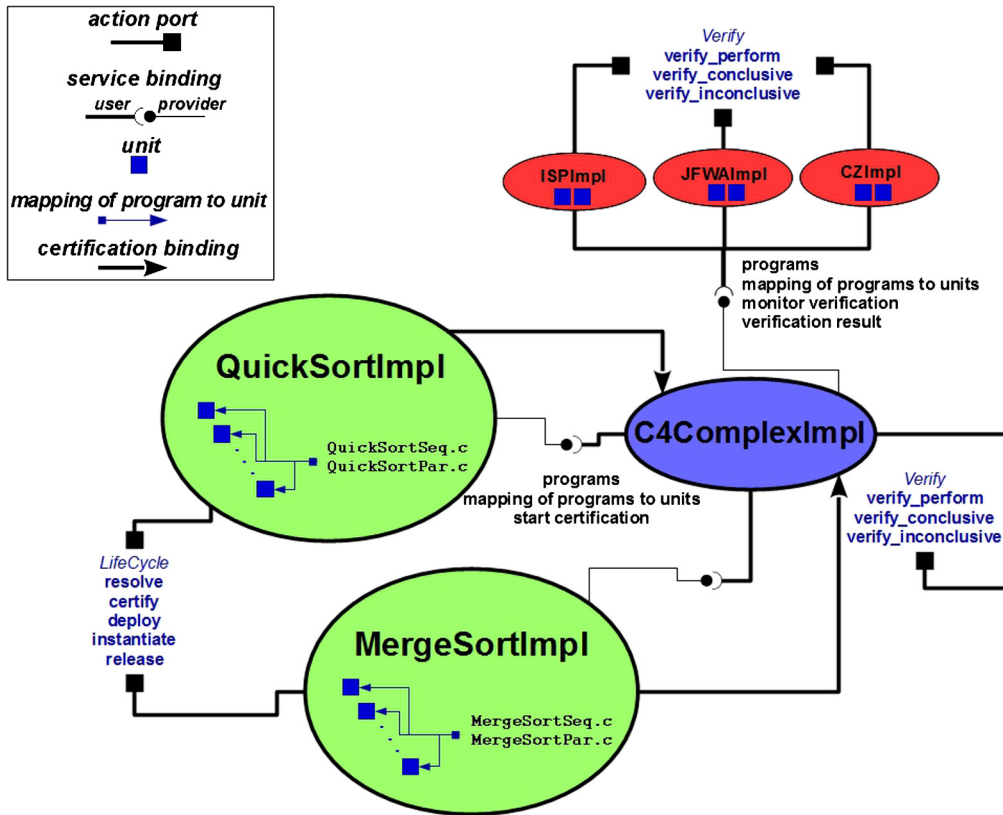 action port
service binding
user provider
unit
mapping of program to unit
certification binding
Verify
verify_perform
verify_conclusive
verify_inconclusive
ISPImpl
JFWAImpl
CZImpl
programs
mapping of programs to units
monitor verification
verification result
QuickSortImpl
QuickSortSeq.c
QuickSortPar.c
C4ComplexImpl
programs
mapping of programs to units
start certification
Verify
verify_perform
verify_conclusive
verify_inconclusive
LifeCycle
resolve
certify
deploy
instantiate
release
MergeSortImpl
MergeSortSeq.c
MergeSortPar.c